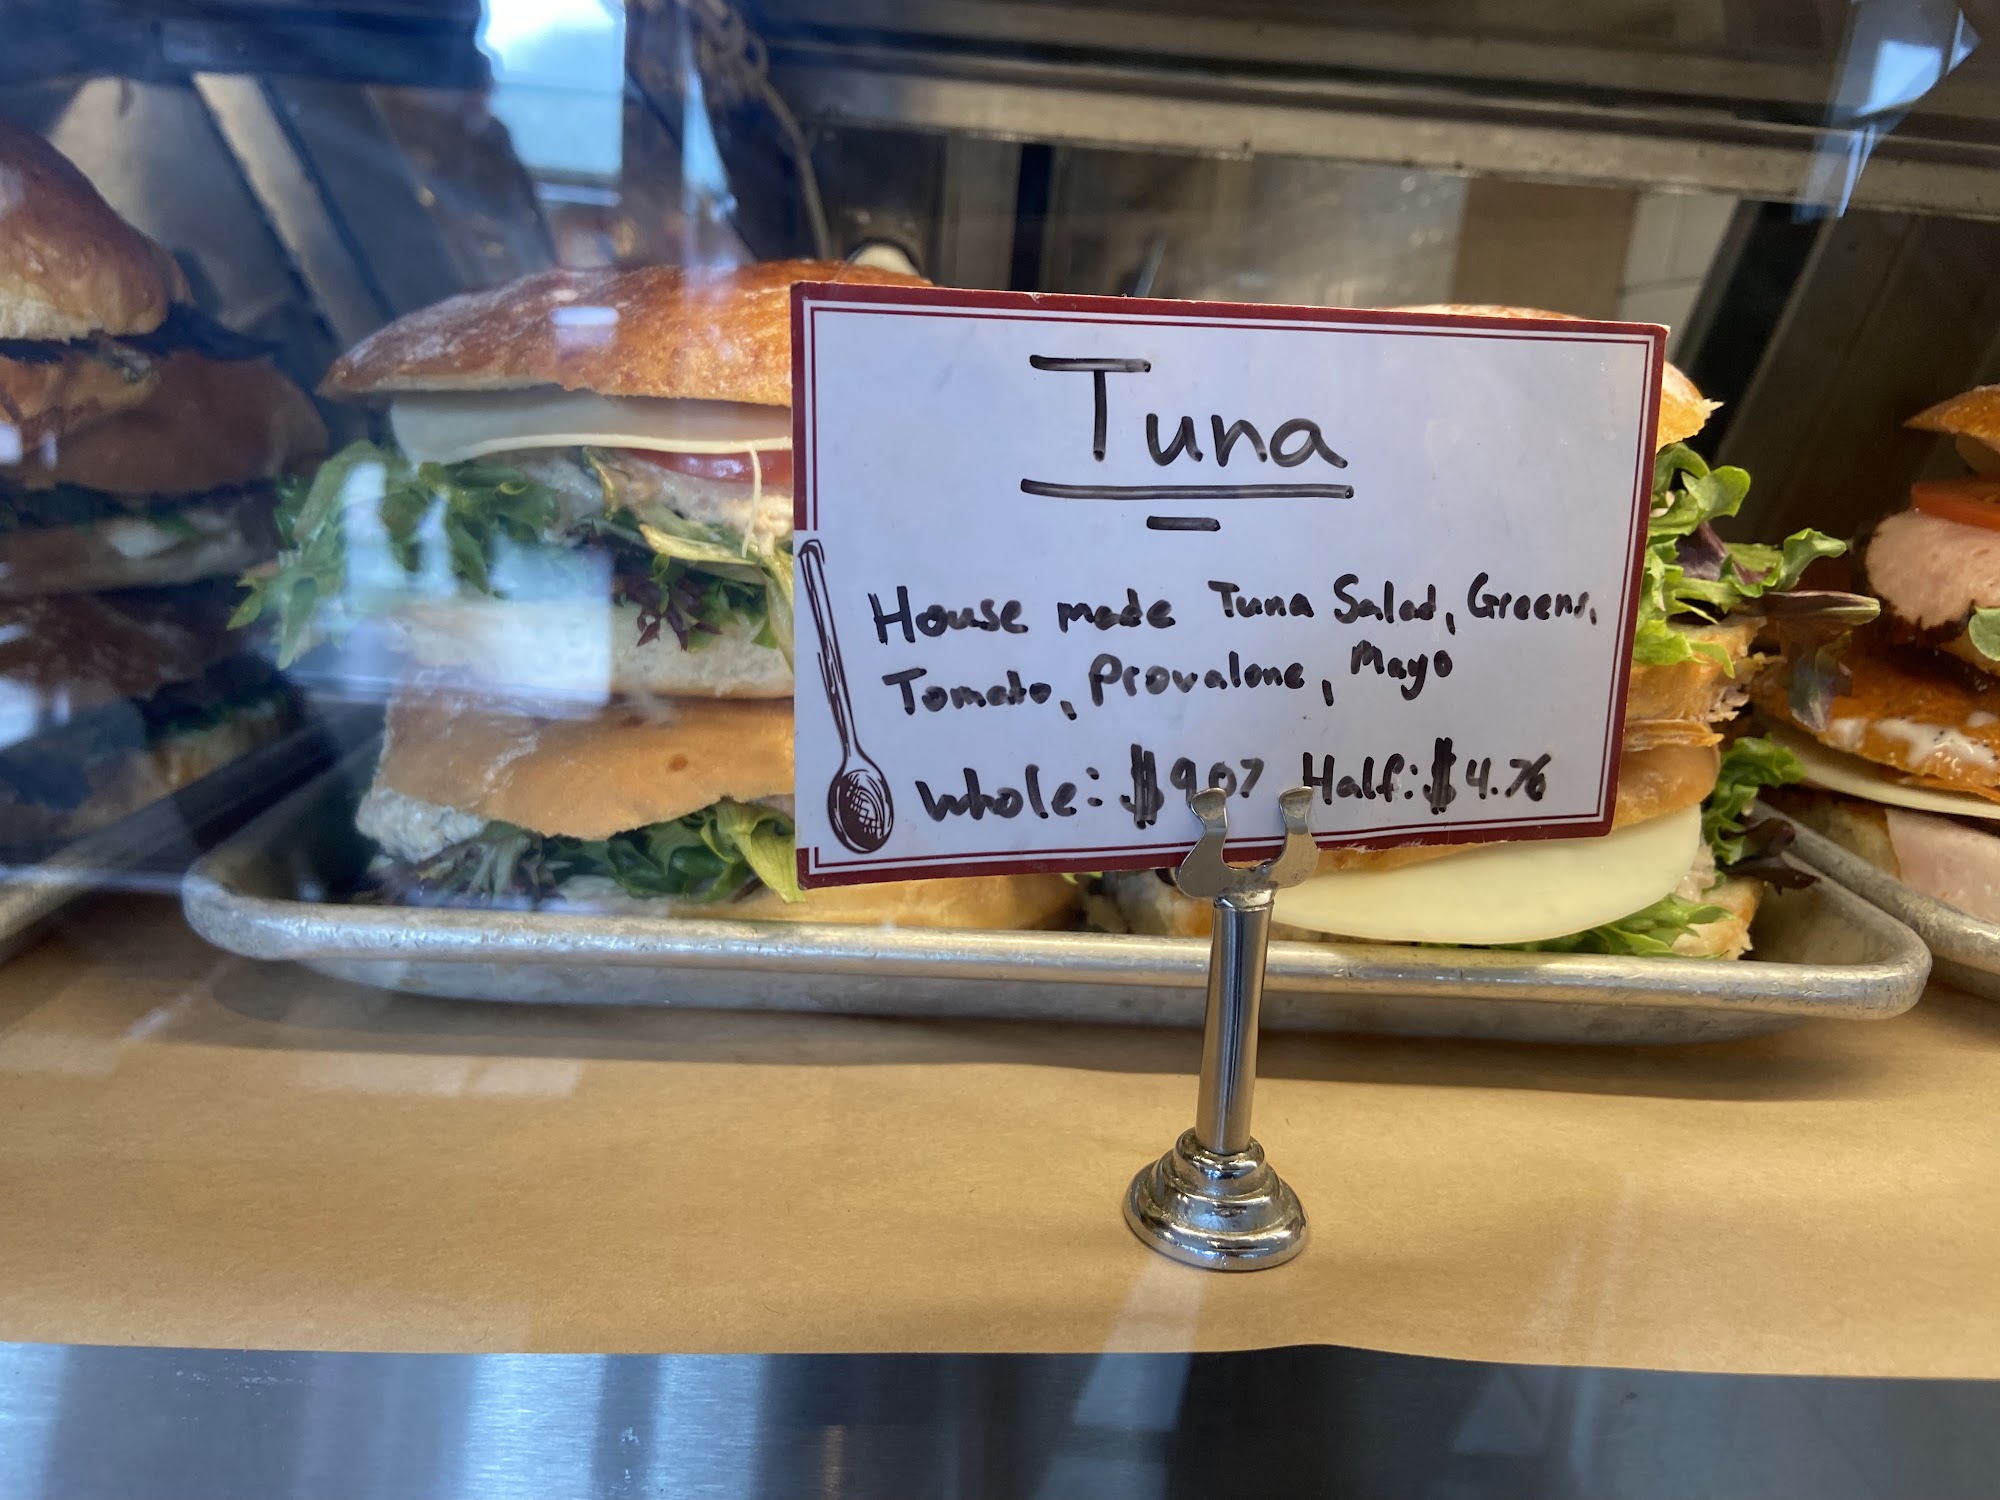 Tuna
House made Tuna Salad, Greens,
Tomato, Provalone, Mayo
Whole: $9.07 Half: $4.76